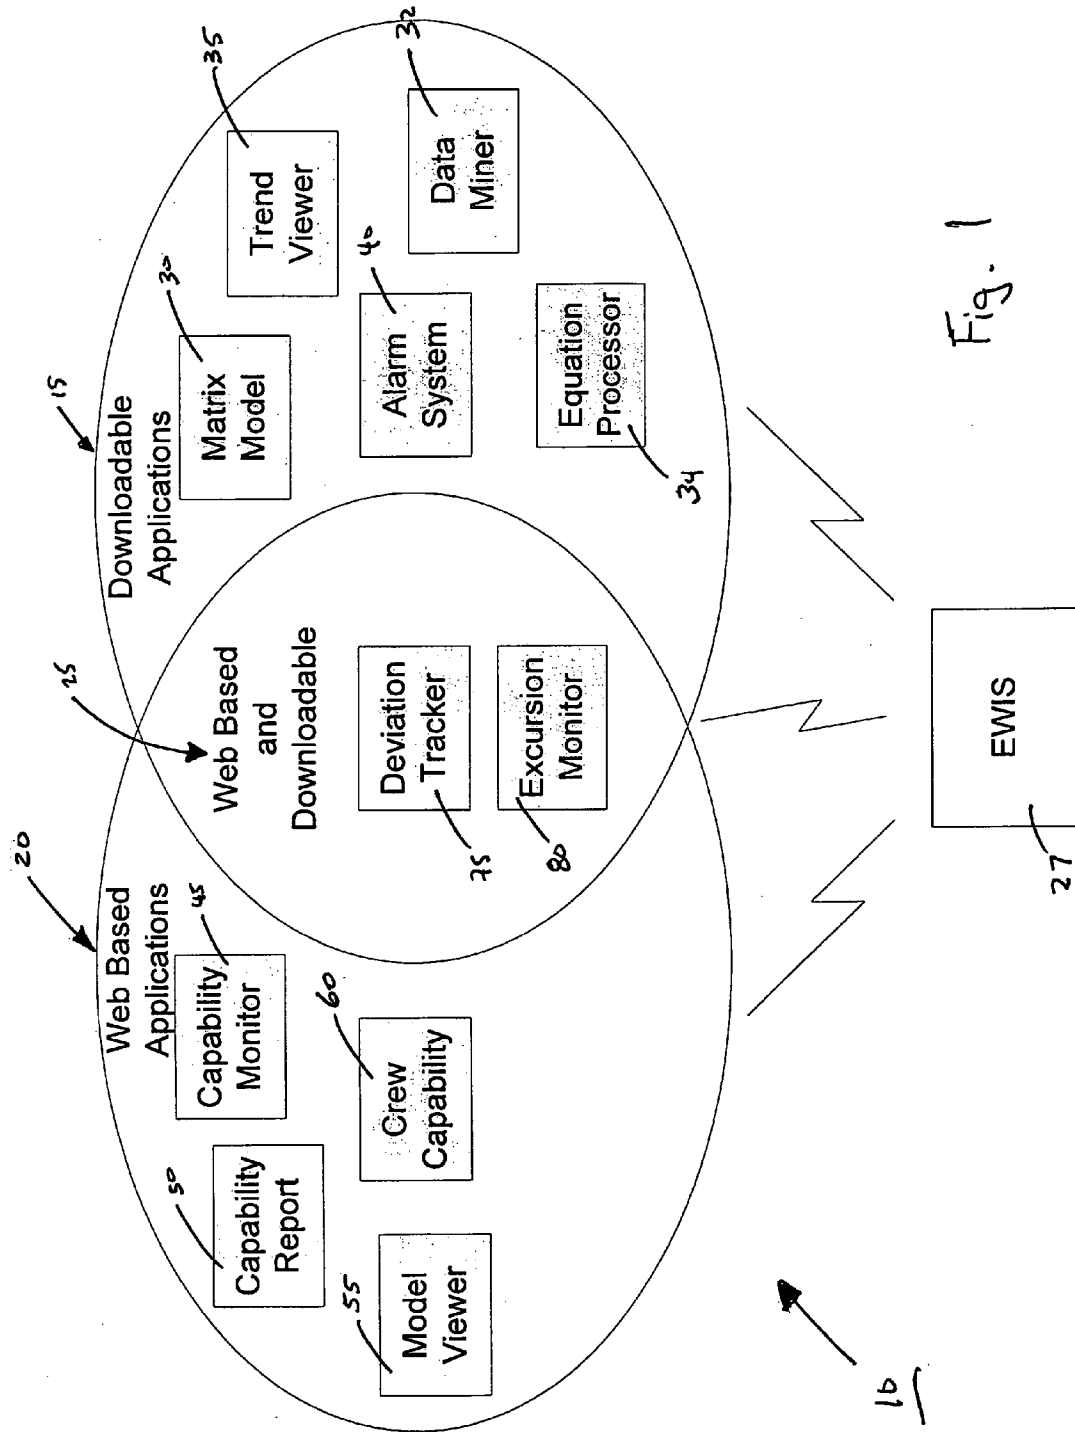 20
25
15
Web Based
Applications
Web Based
and
Downloadable
Downloadable
Applications
50
Capability
Report
45
Capability
Monitor
55
Model
Viewer
60
Crew
Capability
Deviation
Tracker
75
Excursion
Monitor
80
30
Matrix
Model
35
Trend
Viewer
40
Alarm
System
32
Data
Miner
Equation
Processor
34
EWIS
27
10
Fig. 1